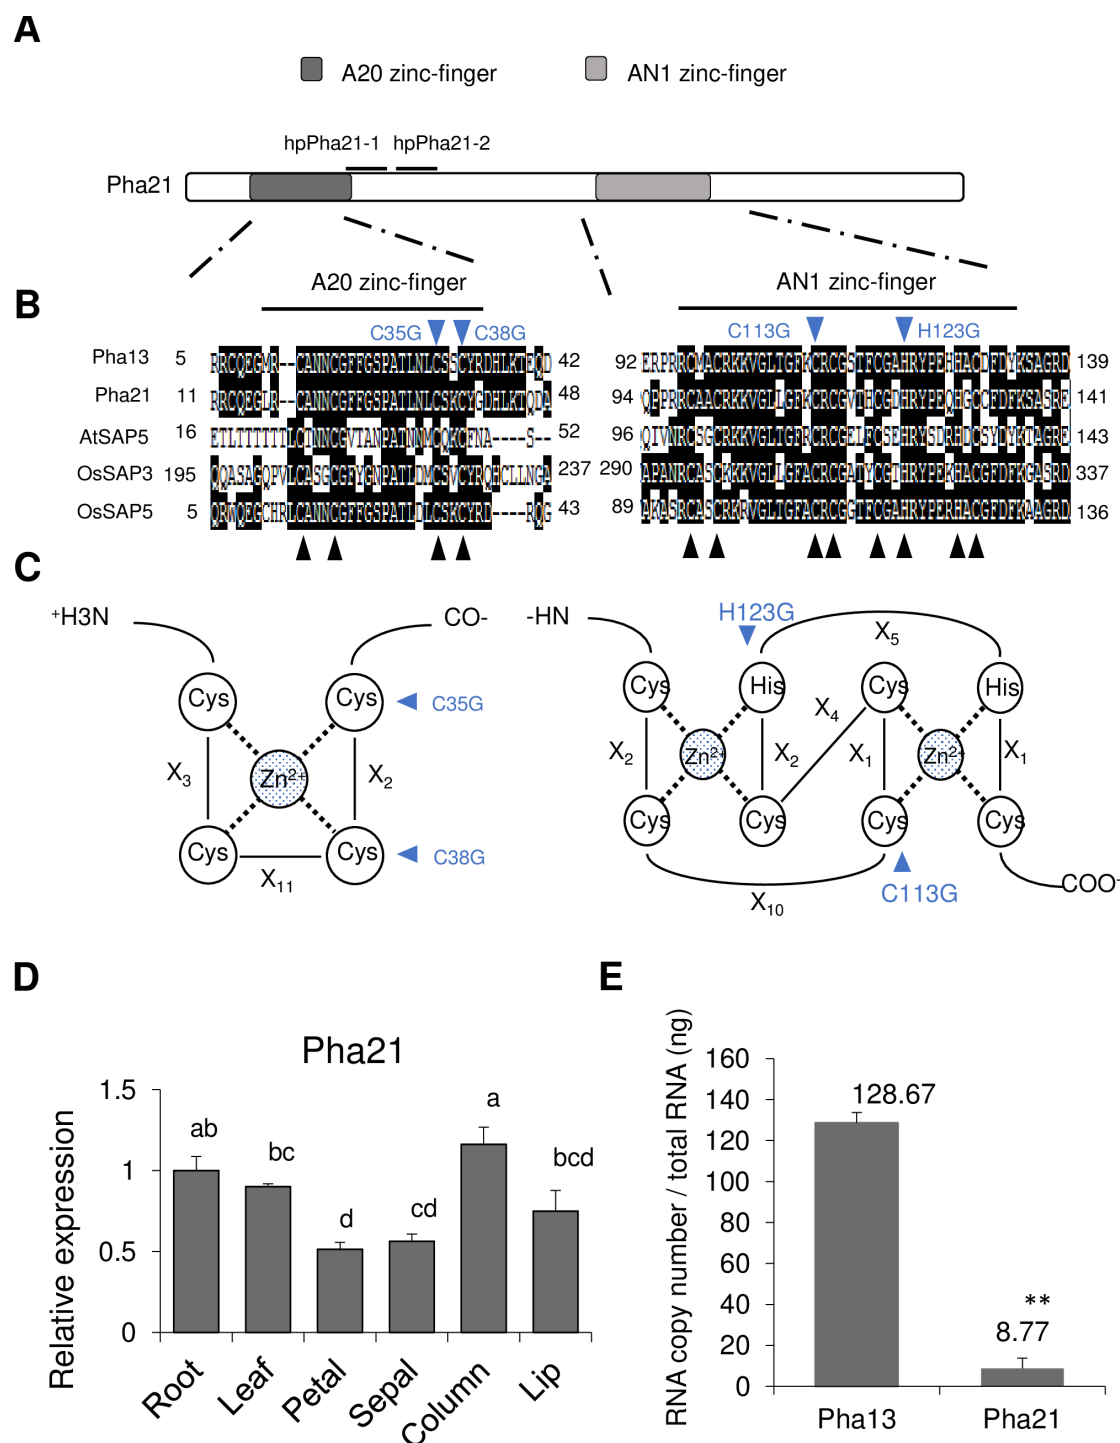 A
A20 zinc-finger
AN1 zinc-finger
hpPha21-1 hpPha21-2
Pha21
B
A20 zinc-finger
AN1 zinc-finger
C35G C38G
C113G H123G
Pha13 5 RRCQEGMR--CANNCGFFGSPATLNLCSSCYRDHLKTEQD 42 92 139
Pha21 11 RRCQEGLR--CANNCGFFGSPATLNLCSKCYGDHLKTQDA 48 94 141
AtSAP5 16 52 96 143
OsSAP3 195 237 290 337
OsSAP5 5 43 89 136
C
+H3N
CO-
-HN
H123G
X5
Cys Cys C35G
Cys His Cys His
X4
X3 Zn2+ X2
X2 Zn2+ X2 X1 Zn2+ X1
Cys Cys C38G
Cys Cys Cys Cys
X11
X10
C113G
COO-
D
E
Pha21
Relative expression
1.5
1
0.5
0
ab
bc
d
cd
a
bcd
Root
Leaf
Petal
Sepal
Column
Lip
RNA copy number / total RNA (ng)
160
140
120
100
80
60
40
20
0
128.67
**
8.77
Pha13
Pha21